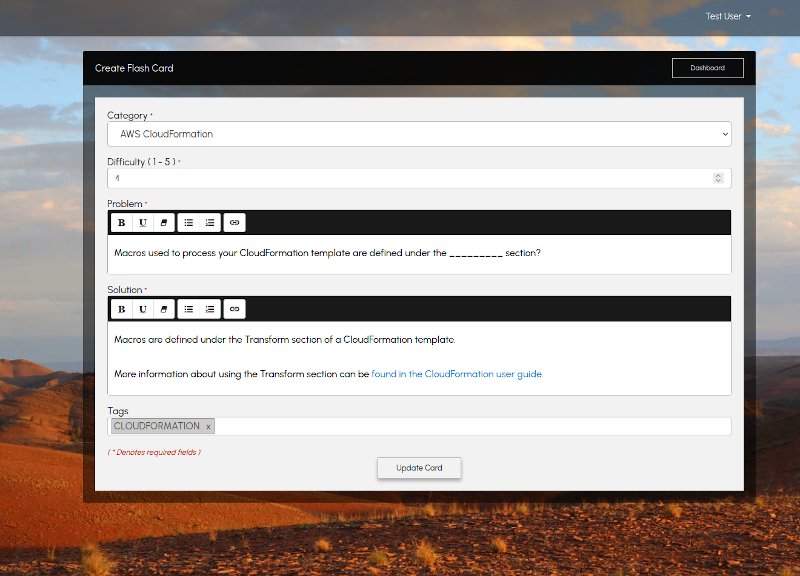 Test User
Create Flash Card
Dashboard
Category *
AWS CloudFormation
Difficulty ( 1 - 5 ) *
4
Problem *
B U
Macros used to process your CloudFormation template are defined under the _________ section?
Solution *
B U
Macros are defined under the Transform section of a CloudFormation template.
More information about using the Transform section can be found in the CloudFormation user guide.
Tags
CLOUDFORMATION x
( * Denotes required fields )
Update Card